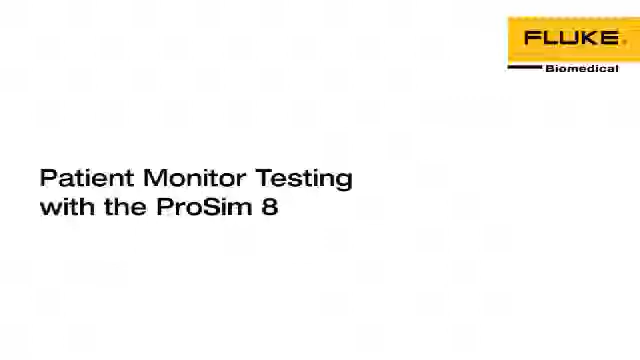 FLUKE®
Biomedical
Patient Monitor Testing
with the ProSim 8